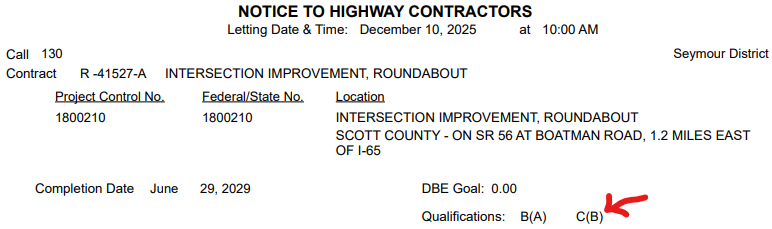 NOTICE TO HIGHWAY CONTRACTORS
Letting Date & Time: December 10, 2025 at 10:00 AM
Call 130 Seymour District
Contract R -41527-A INTERSECTION IMPROVEMENT, ROUNDABOUT
Project Control No. Federal/State No. Location
1800210 1800210 INTERSECTION IMPROVEMENT, ROUNDABOUT
SCOTT COUNTY - ON SR 56 AT BOATMAN ROAD, 1.2 MILES EAST
OF I-65
Completion Date June 29, 2029 DBE Goal: 0.00
Qualifications: B(A) C(B)